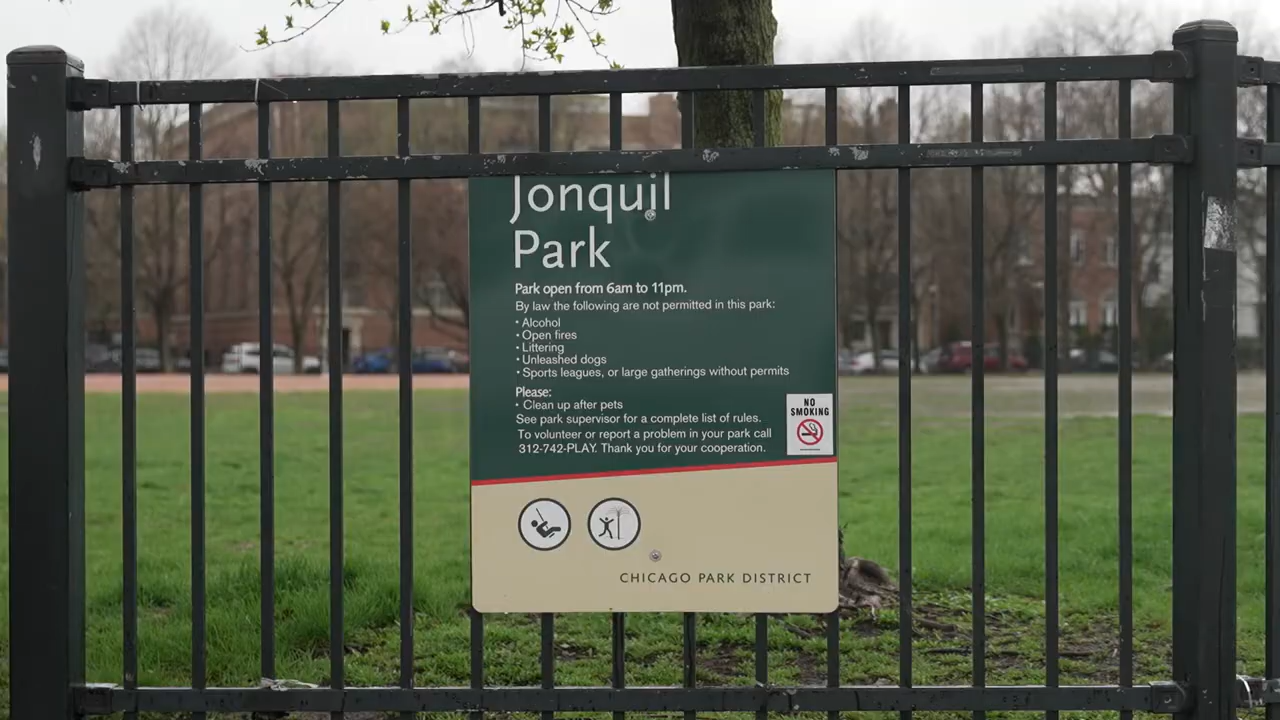 Jonquil
Park
Park open from 6am to 11pm.
By law the following are not permitted in this park:
• Alcohol
• Open fires
• Littering
• Unleashed dogs
• Sports leagues, or large gatherings without permits
Please:
• Clean up after pets
See park supervisor for a complete list of rules.
To volunteer or report a problem in your park call
312-742-PLAY. Thank you for your cooperation.
NO
SMOKING
CHICAGO PARK DISTRICT